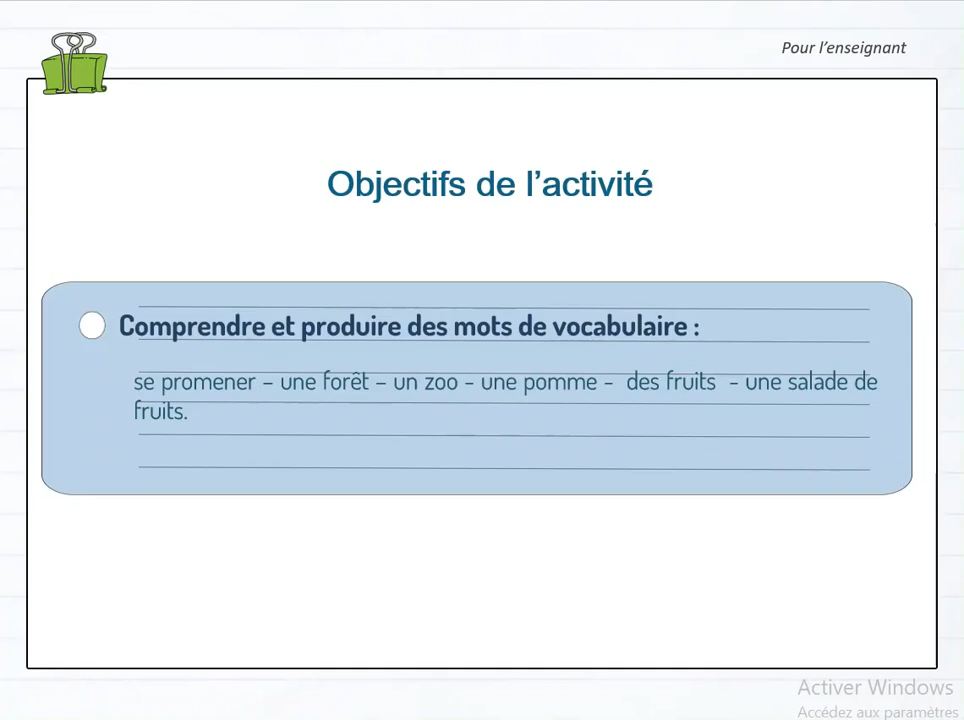 Pour l’enseignant
Objectifs de l’activité
Comprendre et produire des mots de vocabulaire :
se promener – une forêt – un zoo - une pomme - des fruits - une salade de
fruits.
Activer Windows
Accédez aux paramètres